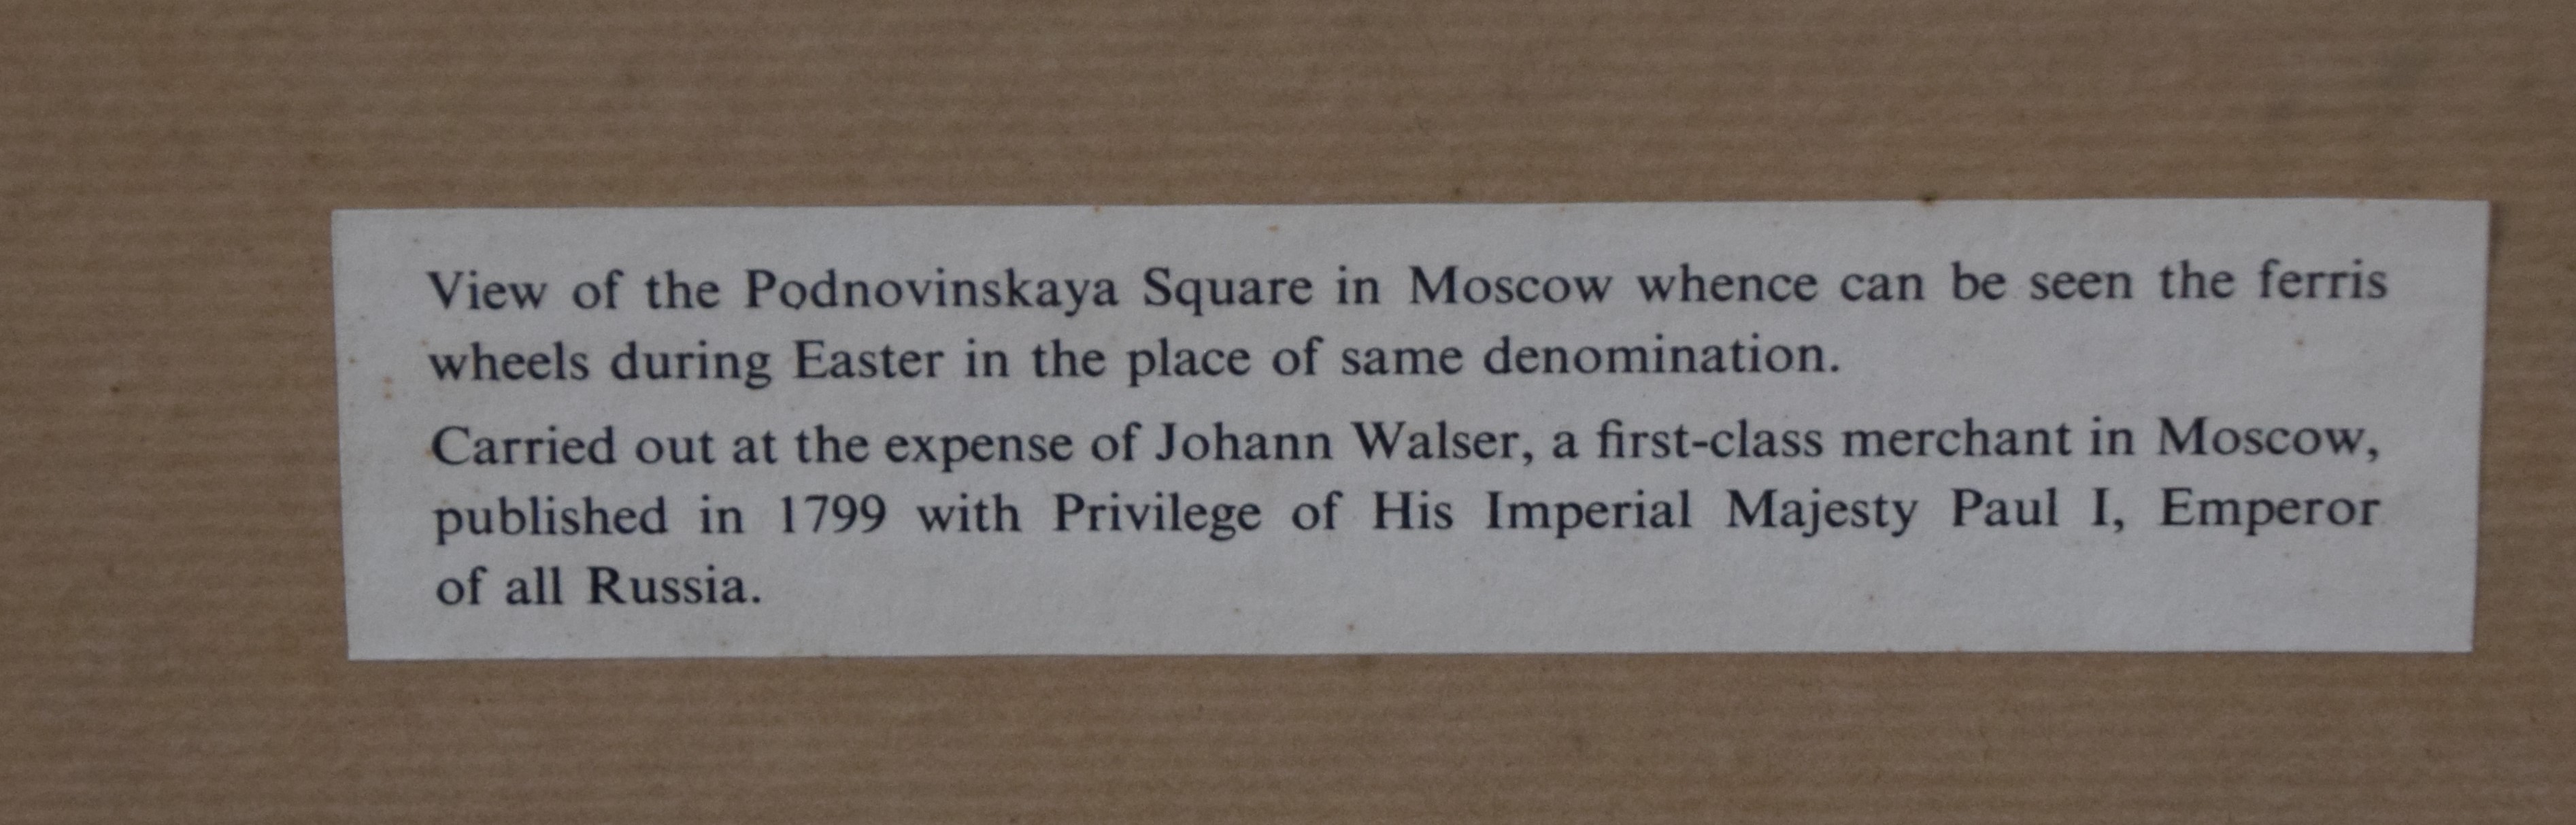 View of the Podnovinskaya Square in Moscow whence can be seen the ferris
wheels during Easter in the place of same denomination.
Carried out at the expense of Johann Walser, a first-class merchant in Moscow,
published in 1799 with Privilege of His Imperial Majesty Paul I, Emperor
of all Russia.